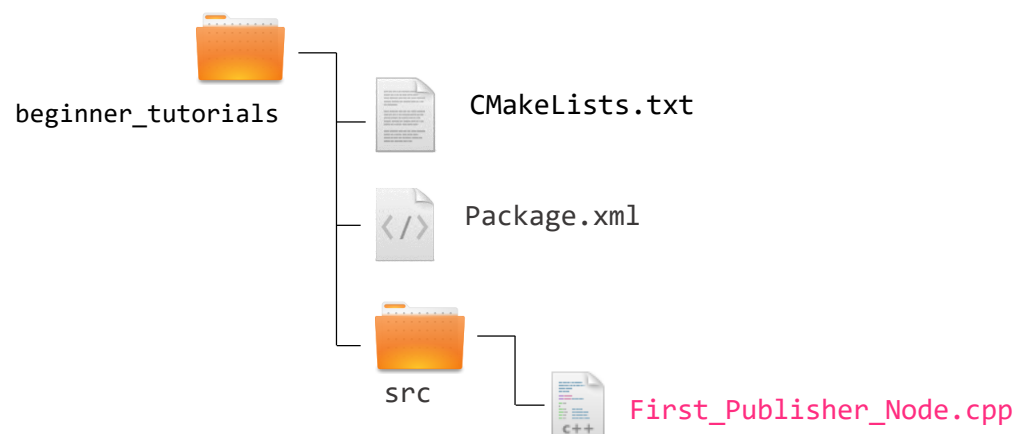 beginner_tutorials
CMakeLists.txt
</>
Package.xml
src
First_Publisher_Node.cpp
c++